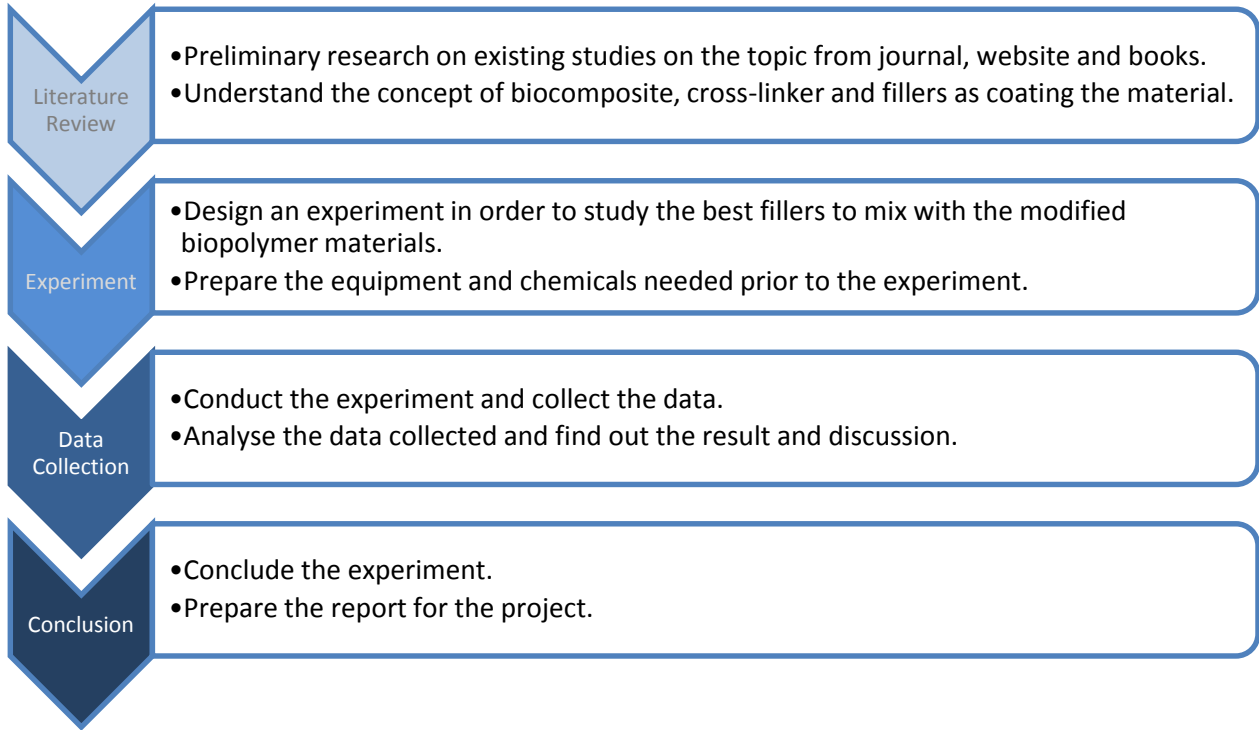 Literature
Review
•Preliminary research on existing studies on the topic from journal, website and books.
•Understand the concept of biocomposite, cross-linker and fillers as coating the material.
Experiment
•Design an experiment in order to study the best fillers to mix with the modified
biopolymer materials.
•Prepare the equipment and chemicals needed prior to the experiment.
Data
Collection
•Conduct the experiment and collect the data.
•Analyse the data collected and find out the result and discussion.
Conclusion
•Conclude the experiment.
•Prepare the report for the project.